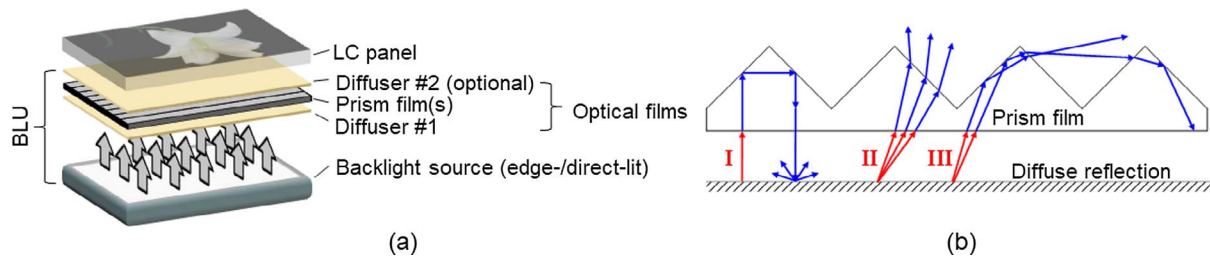 BLU
LC panel
Diffuser #2 (optional)
Prism film(s)
Diffuser #1
Optical films
Backlight source (edge-/direct-lit)
(a)
I
II
III
Prism film
Diffuse reflection
(b)